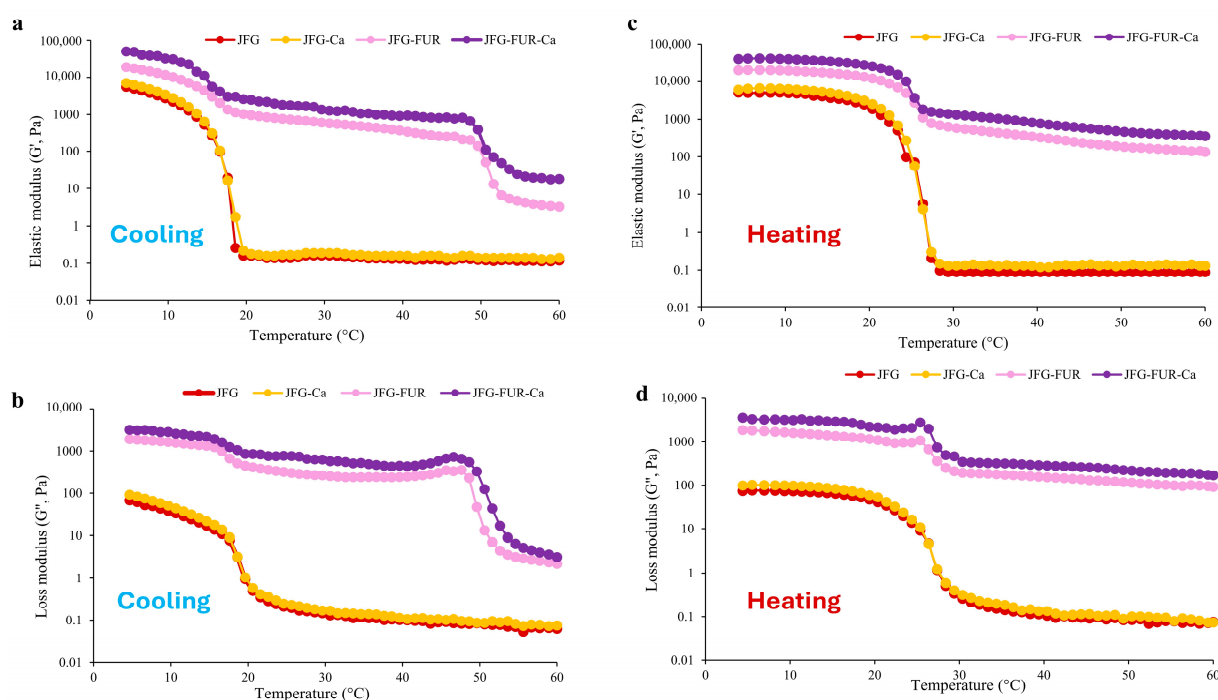 a
JFG JFG-Ca JFG-FUR JFG-FUR-Ca
100,000
10,000
1000
100
10
1
0.1
0.01
Elastic modulus (G', Pa)
Cooling
0 10 20 30 40 50 60
Temperature (°C)
c
JFG JFG-Ca JFG-FUR JFG-FUR-Ca
100,000
10,000
1000
100
10
1
0.1
0.01
Elastic modulus (G', Pa)
Heating
0 10 20 30 40 50 60
Temperature (°C)
b
JFG JFG-Ca JFG-FUR JFG-FUR-Ca
10,000
1000
100
10
1
0.1
0.01
Loss modulus (G'', Pa)
Cooling
0 10 20 30 40 50 60
Temperature (°C)
d
JFG JFG-Ca JFG-FUR JFG-FUR-Ca
10,000
1000
100
10
1
0.1
0.01
Loss modulus (G'', Pa)
Heating
0 10 20 30 40 50 60
Temperature (°C)